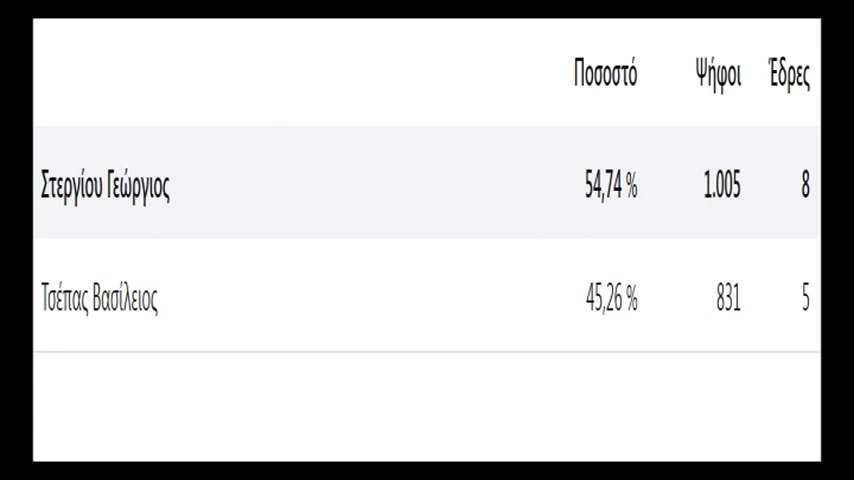 Ποσοστό Ψήφοι Έδρες
Στεργίου Γεώργιος 54,74 % 1.005 8
Τσέπας Βασίλειος 45,26 % 831 5